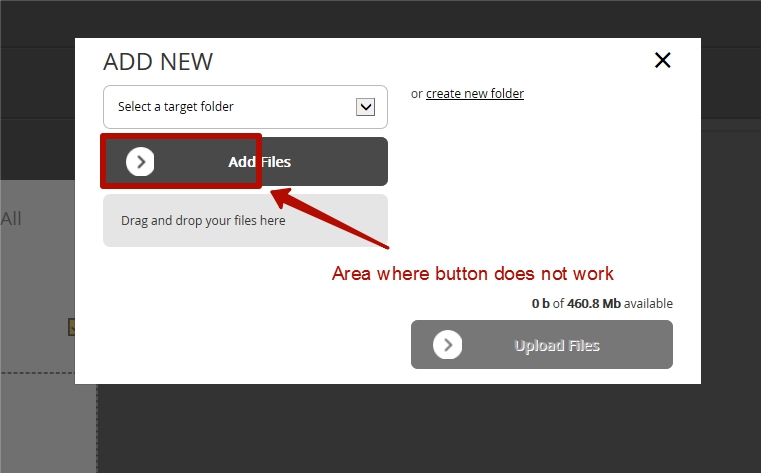 ADD NEW
Select a target folder
or create new folder
Add Files
Drag and drop your files here
Area where button does not work
0 b of 460.8 Mb available
Upload Files
All